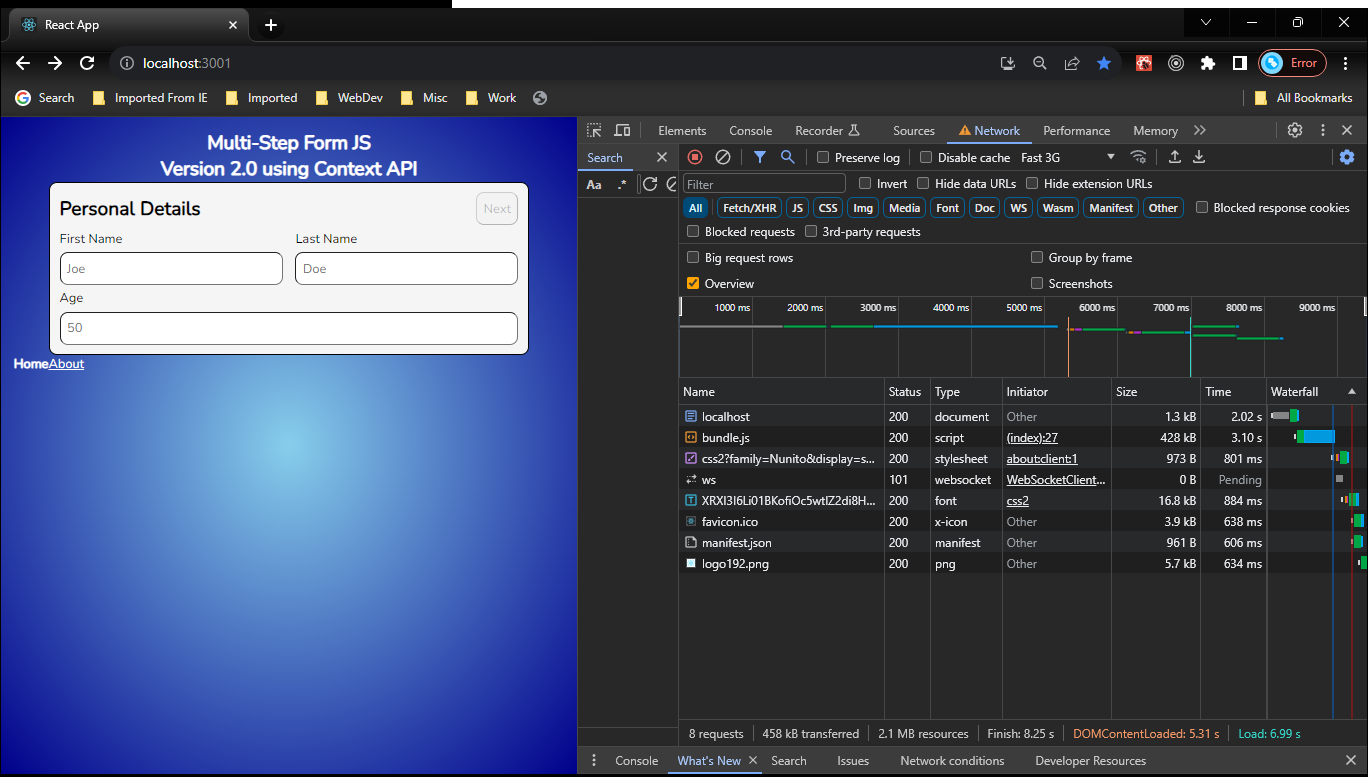 React App
localhost:3001
Error
Search Imported From IE Imported WebDev Misc Work All Bookmarks
Multi-Step Form JS
Version 2.0 using Context API
Personal Details Next
First Name Last Name
Joe Doe
Age
50
HomeAbout
Elements Console Recorder Sources Network Performance Memory
Search Preserve log Disable cache Fast 3G
Aa .* Filter Invert Hide data URLs Hide extension URLs
All Fetch/XHR JS CSS Img Media Font Doc WS Wasm Manifest Other Blocked response cookies
Blocked requests 3rd-party requests
Big request rows Group by frame
Overview Screenshots
1000 ms 2000 ms 3000 ms 4000 ms 5000 ms 6000 ms 7000 ms 8000 ms 9000 ms
Name Status Type Initiator Size Time Waterfall
localhost 200 document Other 1.3 kB 2.02 s
bundle.js 200 script (index):27 428 kB 3.10 s
css2?family=Nunito&display=s... 200 stylesheet about:client:1 973 B 801 ms
ws 101 websocket WebSocketClient... 0 B Pending
XRXI3I6Li01BKofiOc5wtlZ2di8H... 200 font css2 16.8 kB 884 ms
favicon.ico 200 x-icon Other 3.9 kB 638 ms
manifest.json 200 manifest Other 961 B 606 ms
logo192.png 200 png Other 5.7 kB 634 ms
8 requests 458 kB transferred 2.1 MB resources Finish: 8.25 s DOMContentLoaded: 5.31 s Load: 6.99 s
Console What's New Search Issues Network conditions Developer Resources